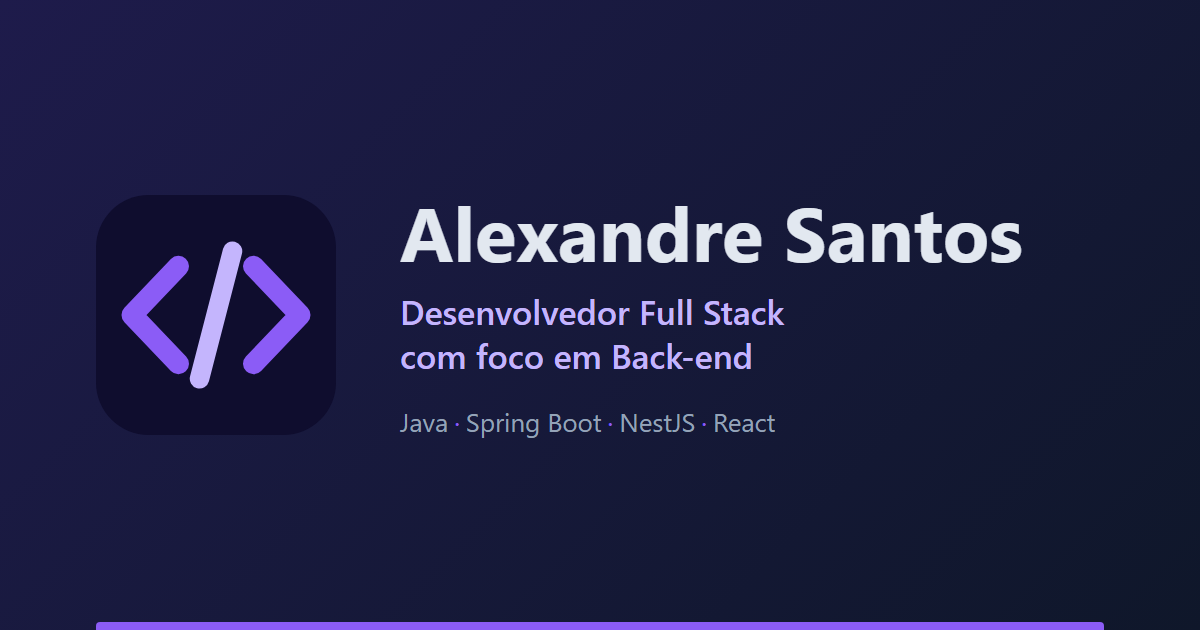 Alexandre Santos
Desenvolvedor Full Stack
com foco em Back-end
Java · Spring Boot · NestJS · React